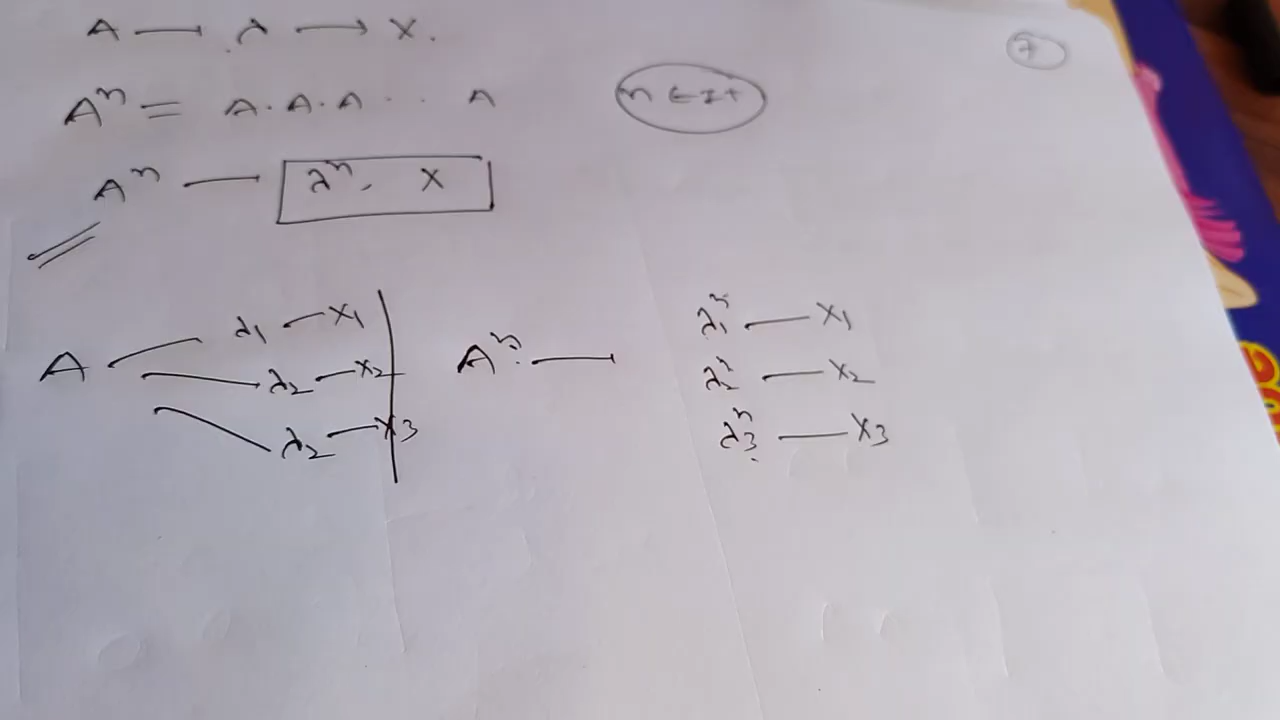 A — λ → X.
7
Aⁿ = A . A . A . . A
n ∈ I+
Aⁿ — λⁿ, X
A
λ₁ — X₁
λ₂ — X₂
λ₂ — X₃
Aⁿ —
λ₁ⁿ — X₁
λ₂ⁿ — X₂
λ₃ⁿ — X₃